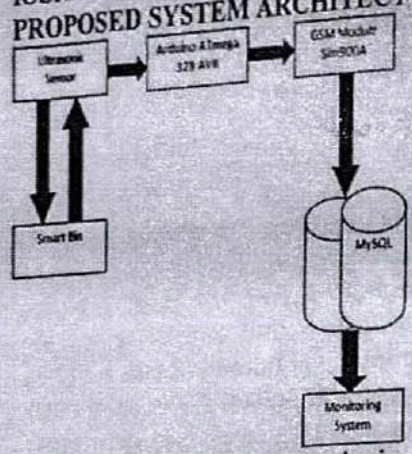 PROPOSED SYSTEM ARCHITECT
Ultrasonic
Sensor
Arduino ATmega
328 AVR
GSM Module
Sim900A
Smart Bin
MySQL
Monitoring
System